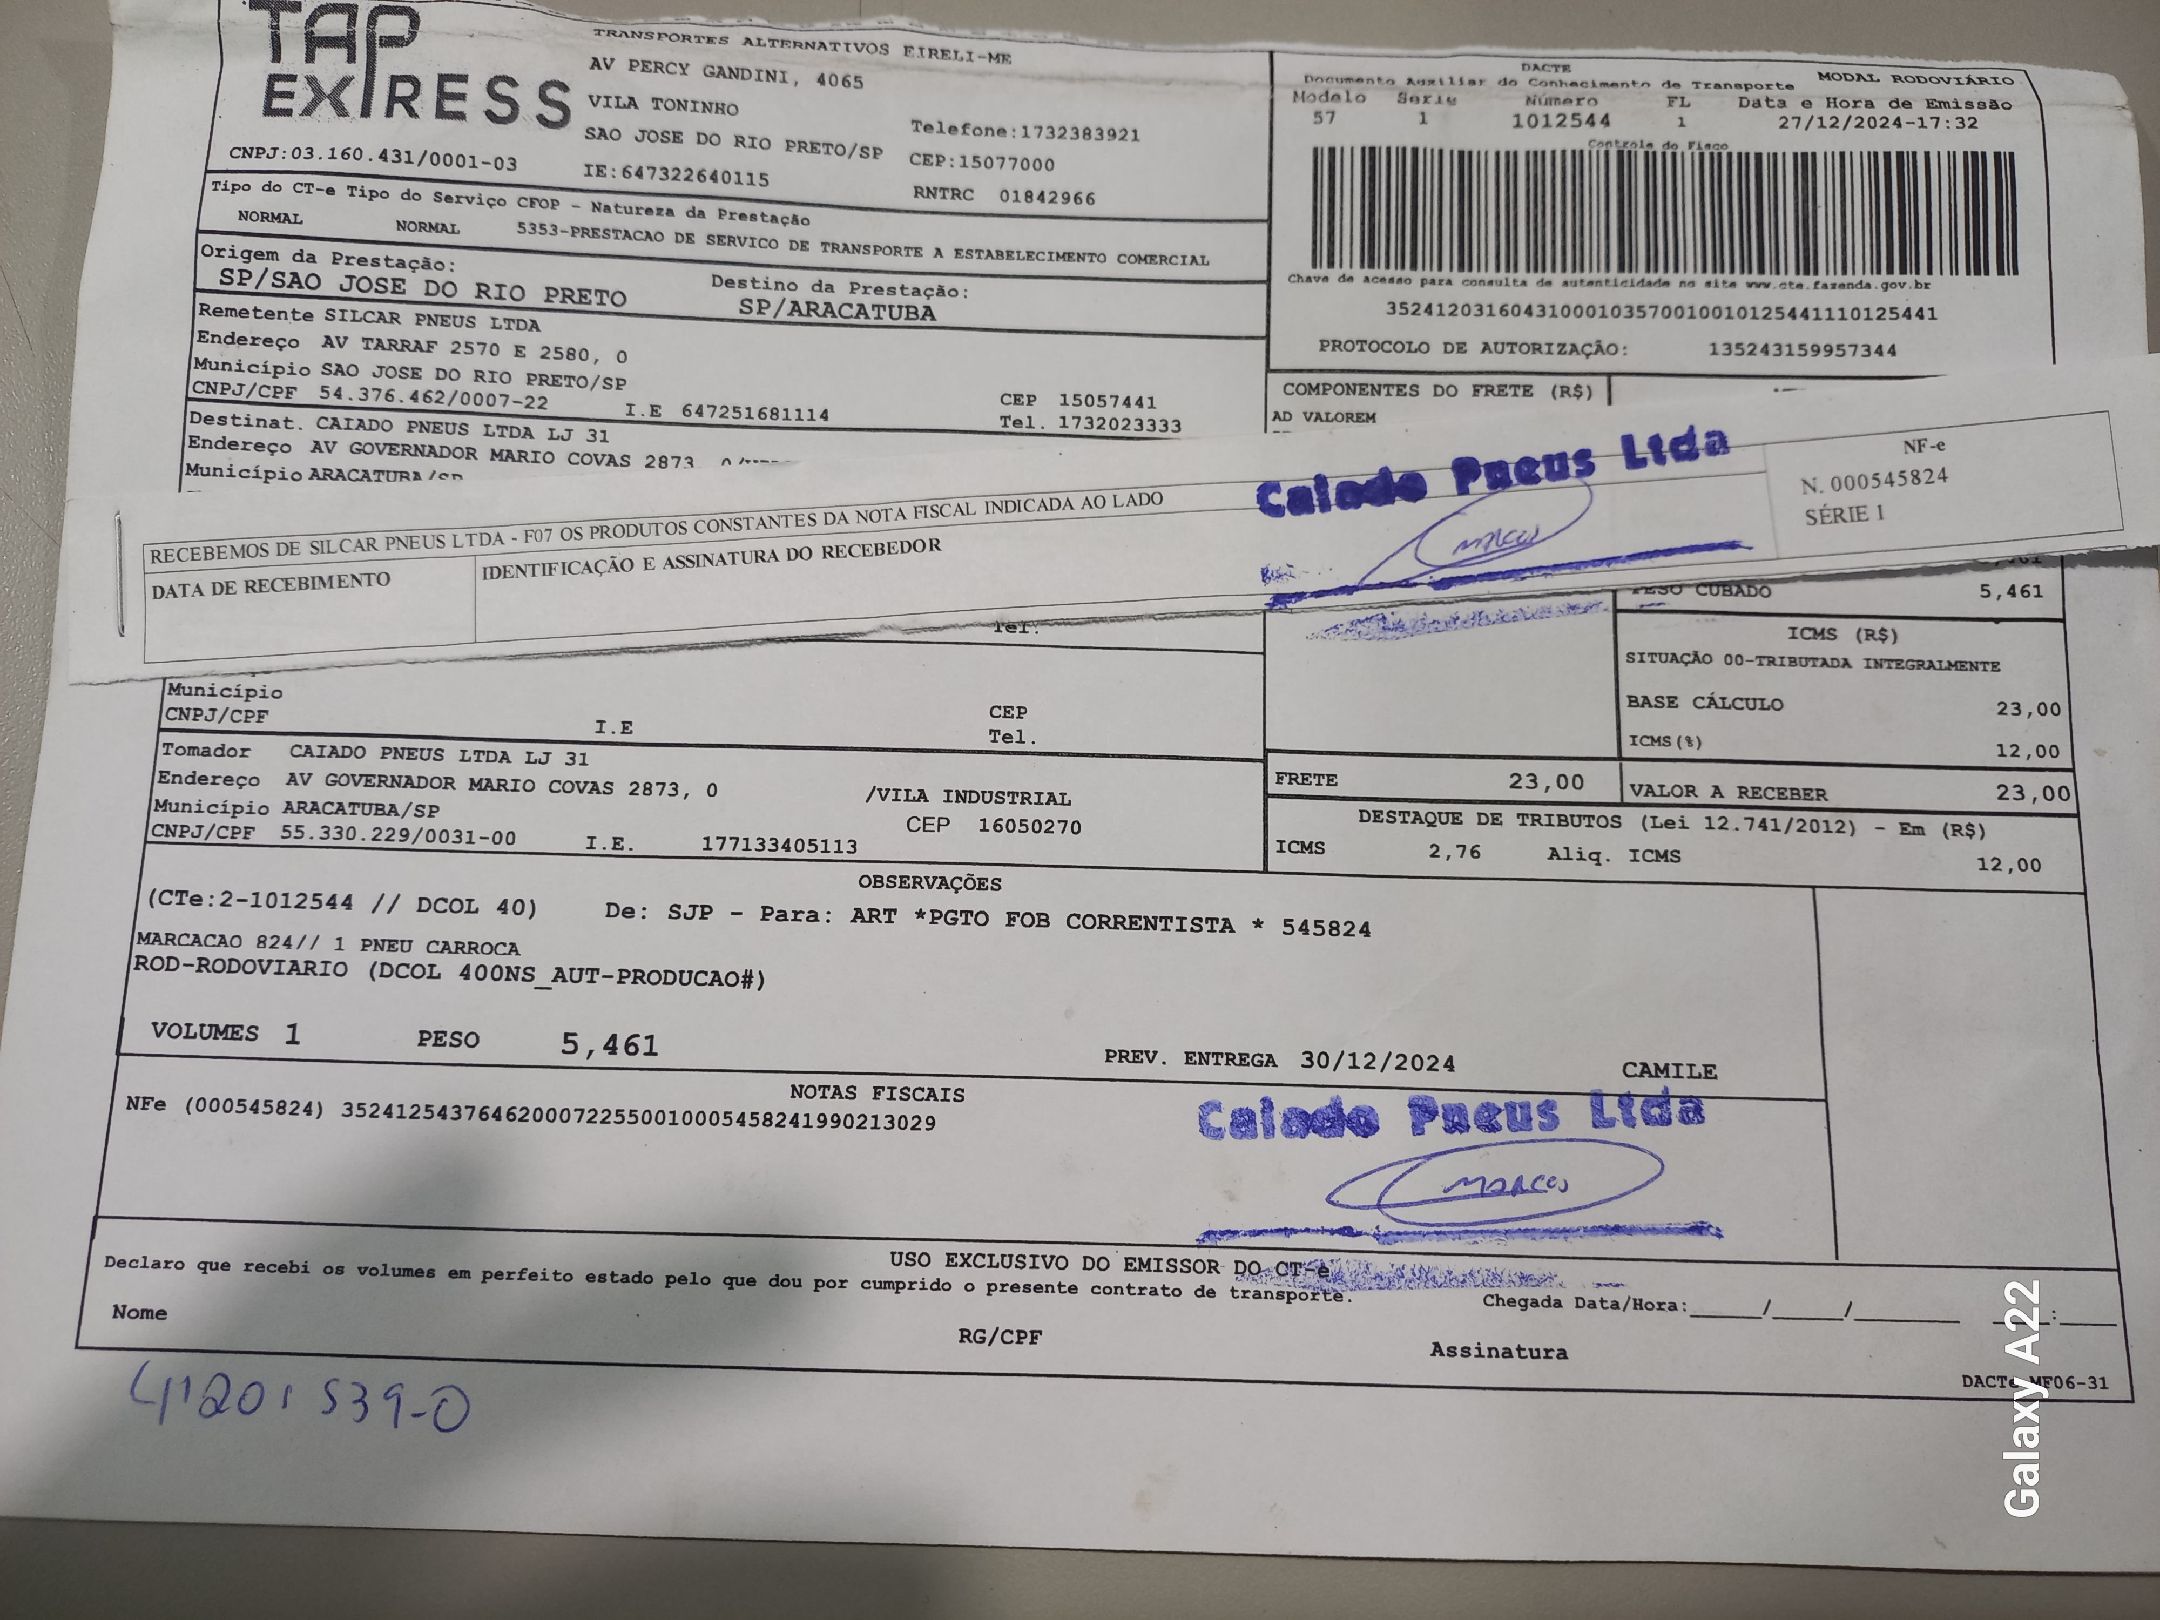 TAP
EXPRESS
TRANSPORTES ALTERNATIVOS EIRELI-ME
AV PERCY GANDINI, 4065
VILA TONINHO
SAO JOSE DO RIO PRETO/SP
IE:647322640115
Telefone:1732383921
CEP:15077000
RNTRC 01842966
CNPJ:03.160.431/0001-03
DACTE
Documento Auxiliar do Conhecimento de Transporte MODAL RODOVIÁRIO
Modelo Serie Número FL Data e Hora de Emissão
57 1 1012544 1 27/12/2024-17:32
Controle do Fisco
Chave de acesso para consulta de autenticidade no site www.cte.fazenda.gov.br
35241203160431000103570010010125441110125441
PROTOCOLO DE AUTORIZAÇÃO: 135243159957344
Tipo do CT-e Tipo do Serviço CFOP - Natureza da Prestação
NORMAL NORMAL 5353-PRESTACAO DE SERVICO DE TRANSPORTE A ESTABELECIMENTO COMERCIAL
Origem da Prestação: Destino da Prestação:
SP/SAO JOSE DO RIO PRETO SP/ARACATUBA
Remetente SILCAR PNEUS LTDA
Endereço AV TARRAF 2570 E 2580, 0
Município SAO JOSE DO RIO PRETO/SP CEP 15057441
CNPJ/CPF 54.376.462/0007-22 I.E 647251681114 Tel. 1732023333
Destinat. CAIADO PNEUS LTDA LJ 31
Endereço AV GOVERNADOR MARIO COVAS 2873
Município ARACATUBA/SP
COMPONENTES DO FRETE (R$)
AD VALOREM
RECEBEMOS DE SILCAR PNEUS LTDA - F07 OS PRODUTOS CONSTANTES DA NOTA FISCAL INDICADA AO LADO
DATA DE RECEBIMENTO IDENTIFICAÇÃO E ASSINATURA DO RECEBEDOR
Caiado Pneus Ltda
Marcos
NF-e
N. 000545824
SÉRIE 1
PESO CUBADO 5,461
ICMS (R$)
SITUAÇÃO 00-TRIBUTADA INTEGRALMENTE
BASE CÁLCULO 23,00
ICMS(%) 12,00
Tel.
Município CEP
CNPJ/CPF I.E Tel.
Tomador CAIADO PNEUS LTDA LJ 31
Endereço AV GOVERNADOR MARIO COVAS 2873, 0 /VILA INDUSTRIAL
Município ARACATUBA/SP CEP 16050270
CNPJ/CPF 55.330.229/0031-00 I.E. 177133405113
FRETE 23,00 VALOR A RECEBER 23,00
DESTAQUE DE TRIBUTOS (Lei 12.741/2012) - Em (R$)
ICMS 2,76 Aliq. ICMS 12,00
OBSERVAÇÕES
(CTe:2-1012544 // DCOL 40) De: SJP - Para: ART *PGTO FOB CORRENTISTA * 545824
MARCACAO 824// 1 PNEU CARROCA
ROD-RODOVIARIO (DCOL 400NS_AUT-PRODUCAO#)
VOLUMES 1 PESO 5,461 PREV. ENTREGA 30/12/2024 CAMILE
NOTAS FISCAIS
NFe (000545824) 35241254376462000722550010005458241990213029
Caiado Pneus Ltda
Marcos
USO EXCLUSIVO DO EMISSOR DO CT-e
Declaro que recebi os volumes em perfeito estado pelo que dou por cumprido o presente contrato de transporte.
Chegada Data/Hora:_____/_____/_______ ____:____
Nome RG/CPF Assinatura
DACTe MF06-31
41201539-0
Galaxy A22